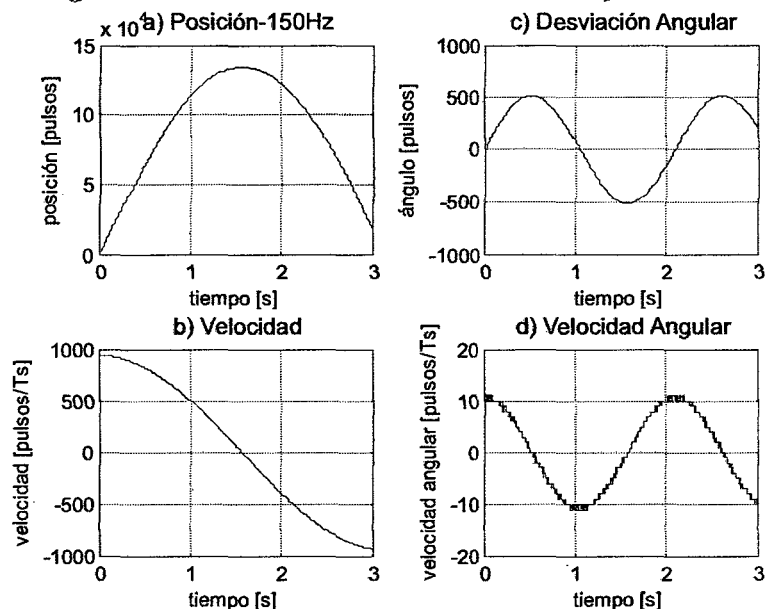 x 10⁴
a) Posición-150Hz
15
10
5
0
posición [pulsos]
0 1 2 3
tiempo [s]
c) Desviación Angular
1000
500
0
-500
-1000
ángulo [pulsos]
0 1 2 3
tiempo [s]
b) Velocidad
1000
500
0
-500
-1000
velocidad [pulsos/Ts]
0 1 2 3
tiempo [s]
d) Velocidad Angular
20
10
0
-10
-20
velocidad angular [pulsos/Ts]
0 1 2 3
tiempo [s]